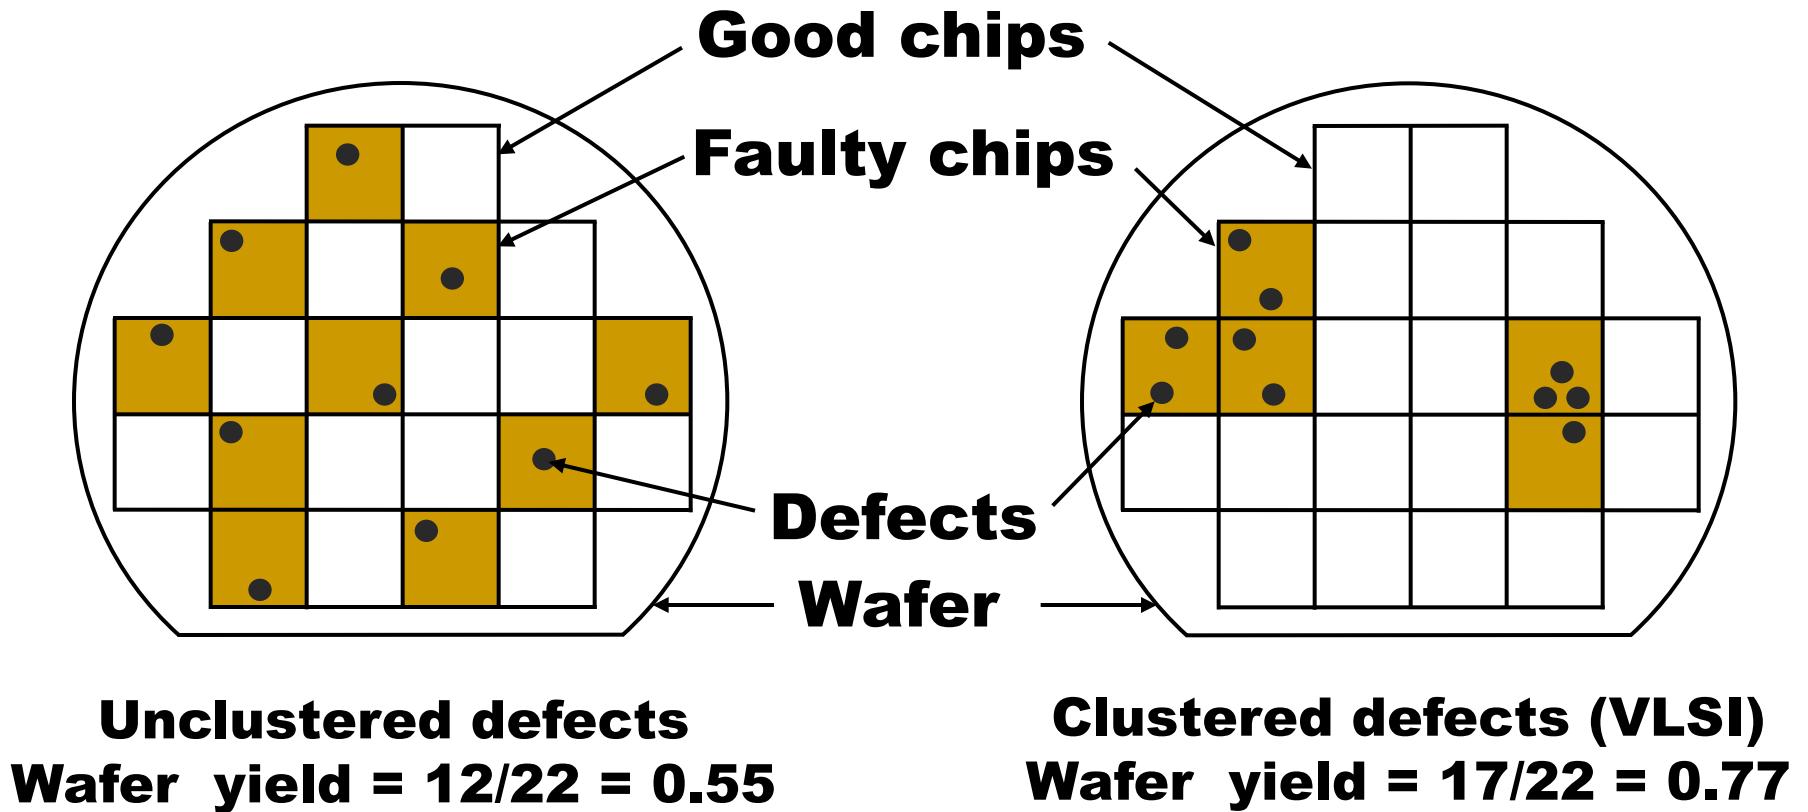 Good chips
Faulty chips
Defects
Wafer
Unclustered defects
Wafer yield = 12/22 = 0.55
Clustered defects (VLSI)
Wafer yield = 17/22 = 0.77